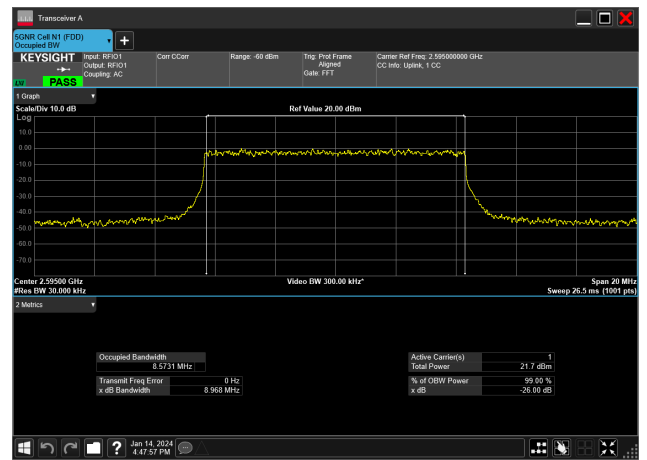 Transceiver A
5GNR Cell N1 (FDD)
Occupied BW
KEYSIGHT
Input: RFIO1
Output: RFIO1
Coupling: AC
Corr CCorr
Range: -60 dBm
Trig: Prot Frame
Aligned
Gate: FFT
Carrier Ref Freq: 2.595000000 GHz
CC Info: Uplink, 1 CC
PASS
1 Graph
Scale/Div 10.0 dB
Ref Value 20.00 dBm
Log
10.0
0.00
-10.0
-20.0
-30.0
-40.0
-50.0
-60.0
-70.0
Center 2.59500 GHz
Video BW 300.00 kHz*
Span 20 MHz
#Res BW 30.000 kHz
Sweep 26.5 ms (1001 pts)
2 Metrics
Occupied Bandwidth
8.5731 MHz
Active Carrier(s) 1
Total Power 21.7 dBm
Transmit Freq Error 0 Hz
x dB Bandwidth 8.968 MHz
% of OBW Power 99.00 %
x dB -26.00 dB
?
Jan 14, 2024
4:47:57 PM